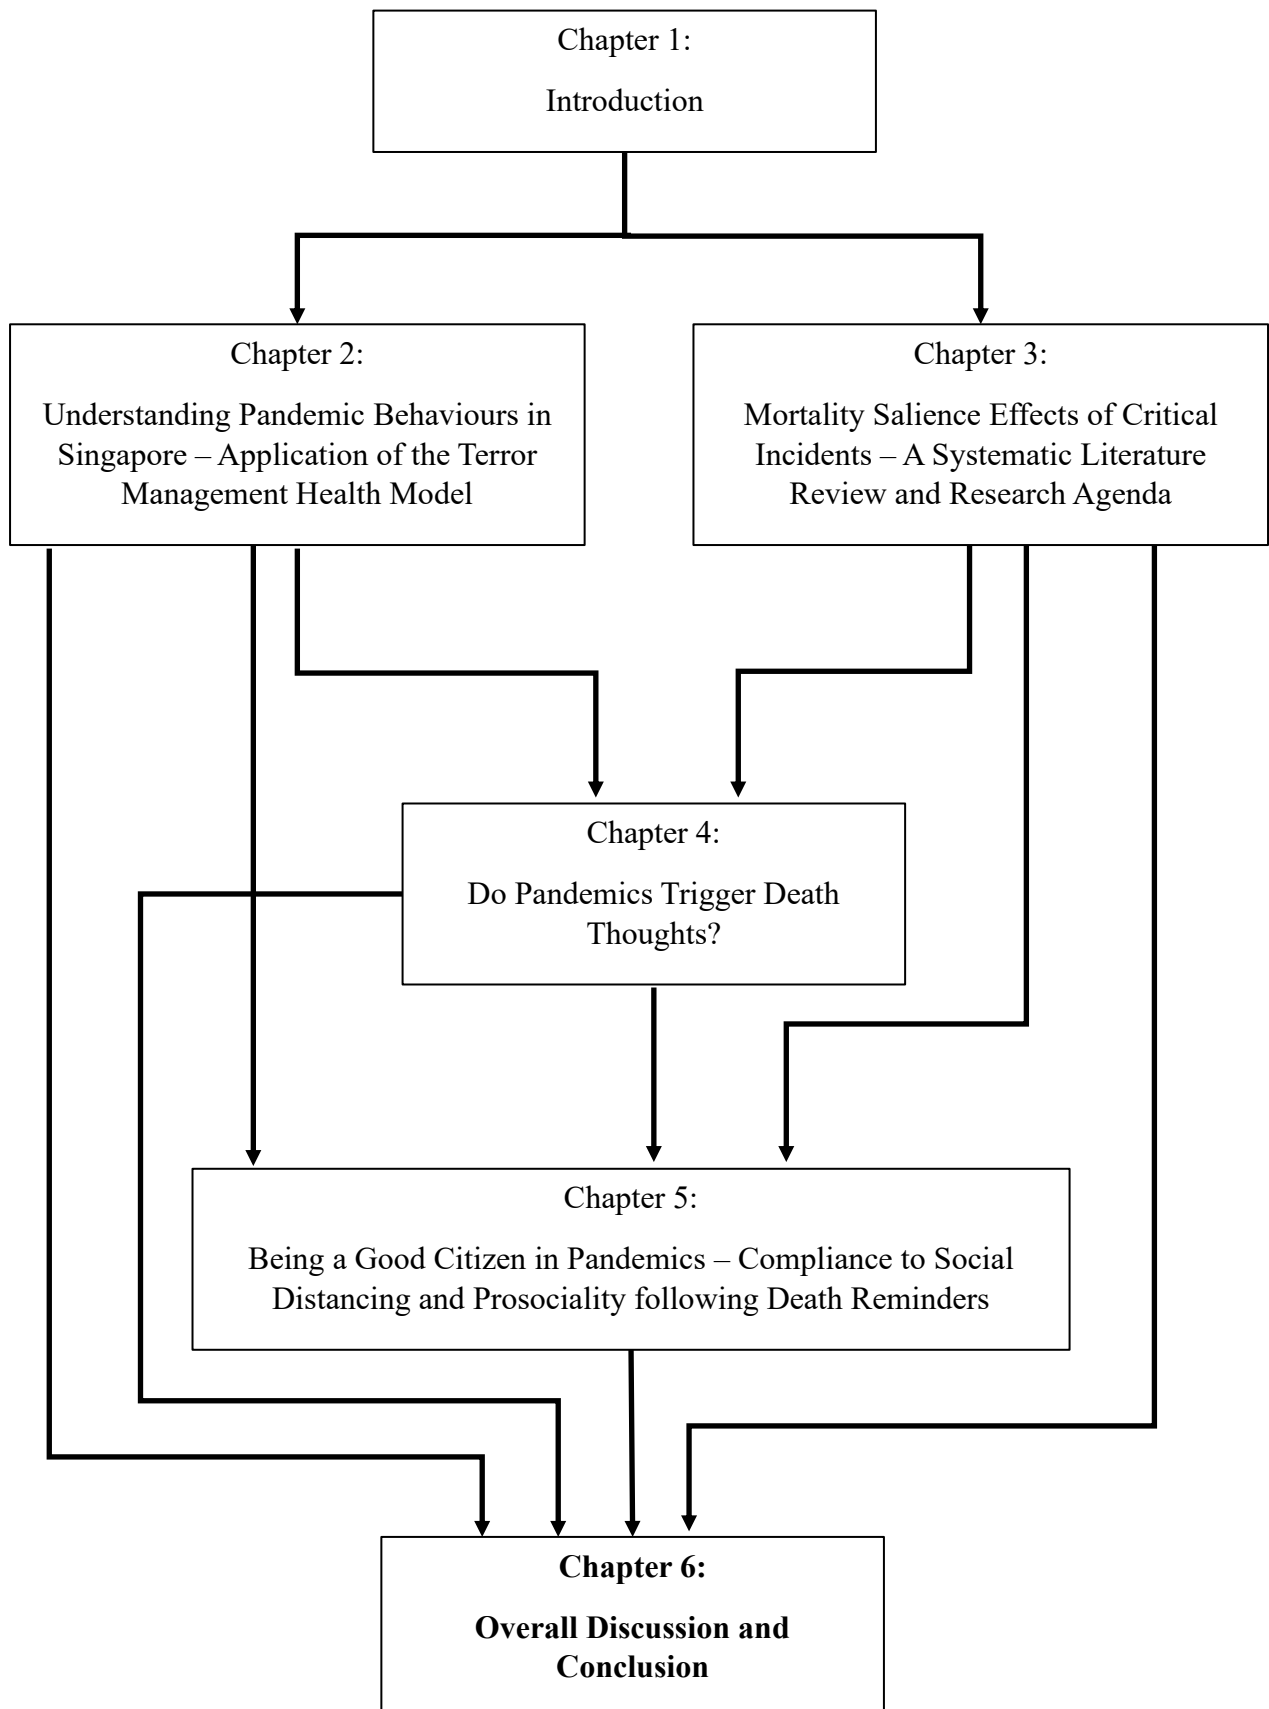 Chapter 1:
Introduction
Chapter 2:
Understanding Pandemic Behaviours in
Singapore – Application of the Terror
Management Health Model
Chapter 3:
Mortality Salience Effects of Critical
Incidents – A Systematic Literature
Review and Research Agenda
Chapter 4:
Do Pandemics Trigger Death
Thoughts?
Chapter 5:
Being a Good Citizen in Pandemics – Compliance to Social
Distancing and Prosociality following Death Reminders
Chapter 6:
Overall Discussion and
Conclusion